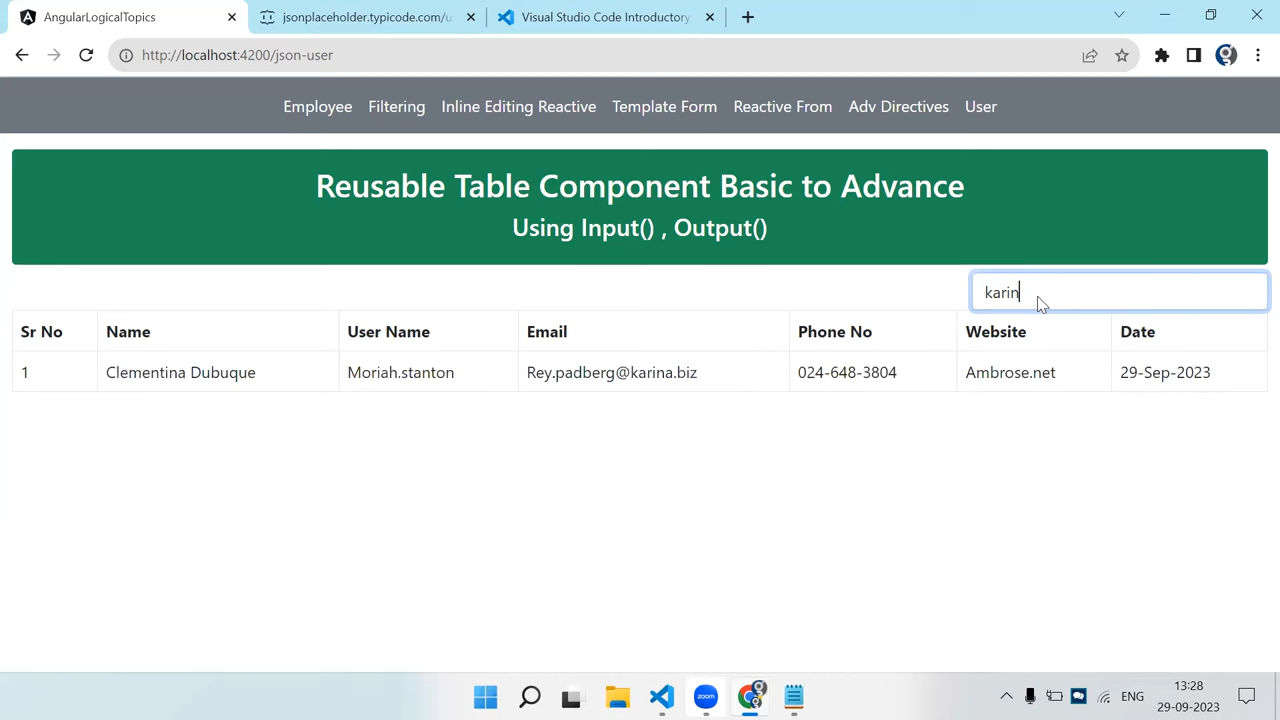 AngularLogicalTopics
jsonplaceholder.typicode.com/u
Visual Studio Code Introductory
http://localhost:4200/json-user
Employee Filtering Inline Editing Reactive Template Form Reactive From Adv Directives User
Reusable Table Component Basic to Advance
Using Input() , Output()
karin
Sr No Name User Name Email Phone No Website Date
1 Clementina Dubuque Moriah.stanton Rey.padberg@karina.biz 024-648-3804 Ambrose.net 29-Sep-2023
zoom
ENG
13:28
29-09-2023